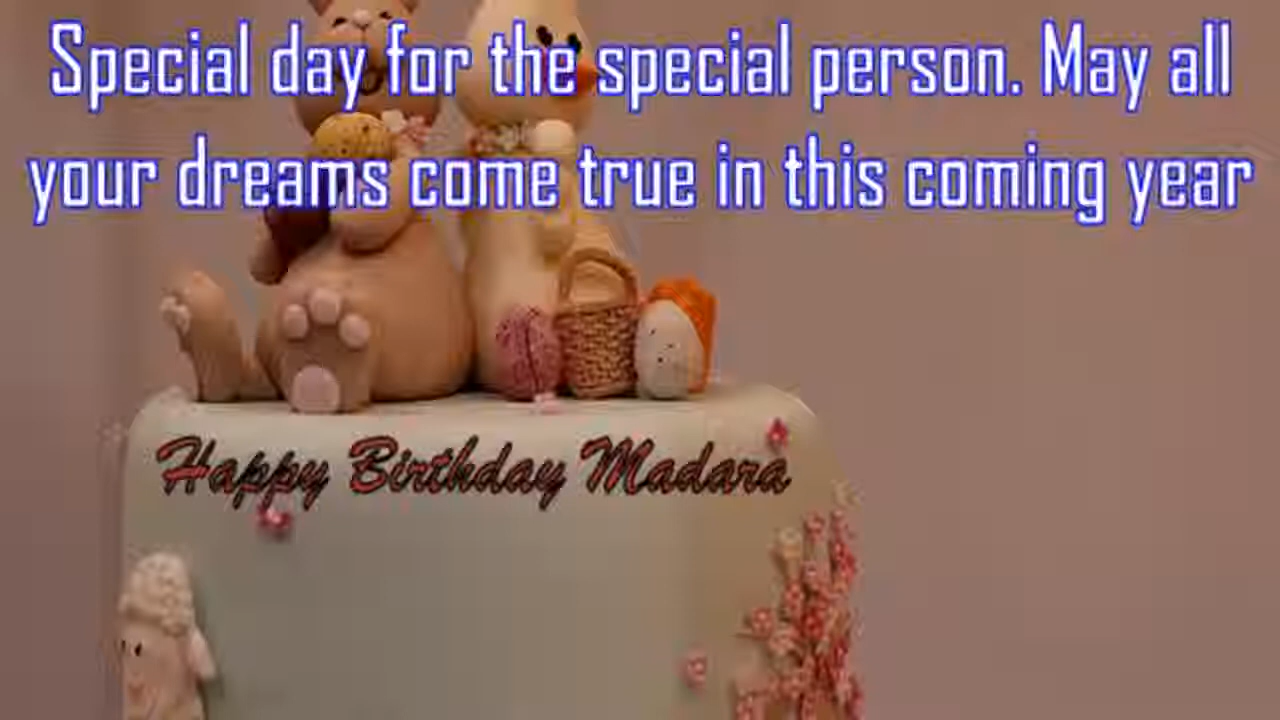 Special day for the special person. May all
your dreams come true in this coming year
Happy Birthday Madara